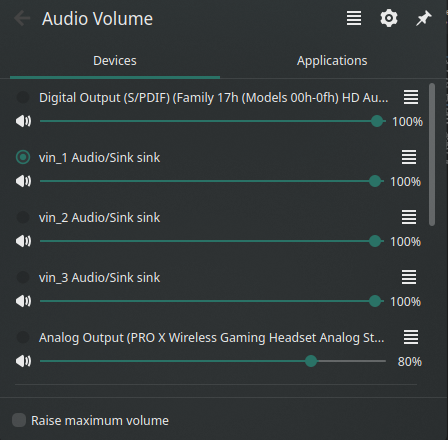 Audio Volume
Devices
Applications
Digital Output (S/PDIF) (Family 17h (Models 00h-0fh) HD Au...
100%
vin_1 Audio/Sink sink
100%
vin_2 Audio/Sink sink
100%
vin_3 Audio/Sink sink
100%
Analog Output (PRO X Wireless Gaming Headset Analog St...
80%
Raise maximum volume